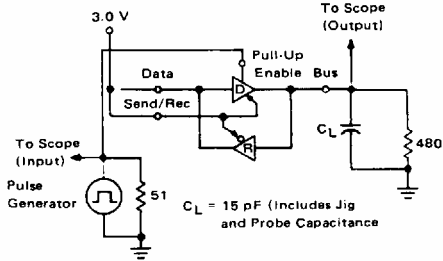 To Scope
(Output)
3.0 V
Pull-Up
Enable
Data
D
Bus
Send/Rec
R
CL
480
To Scope
(Input)
Pulse
Generator
51
CL = 15 pF (Includes Jig
and Probe Capacitance